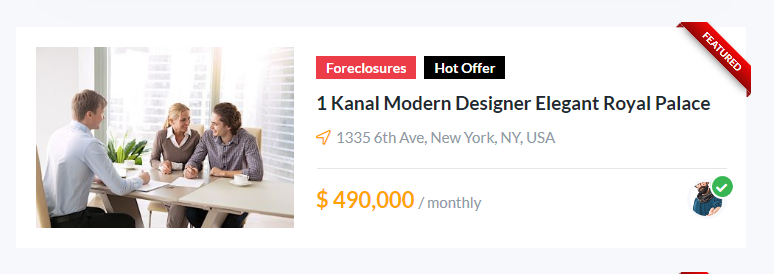 FEATURED
Foreclosures
Hot Offer
1 Kanal Modern Designer Elegant Royal Palace
1335 6th Ave, New York, NY, USA
$ 490,000 / monthly